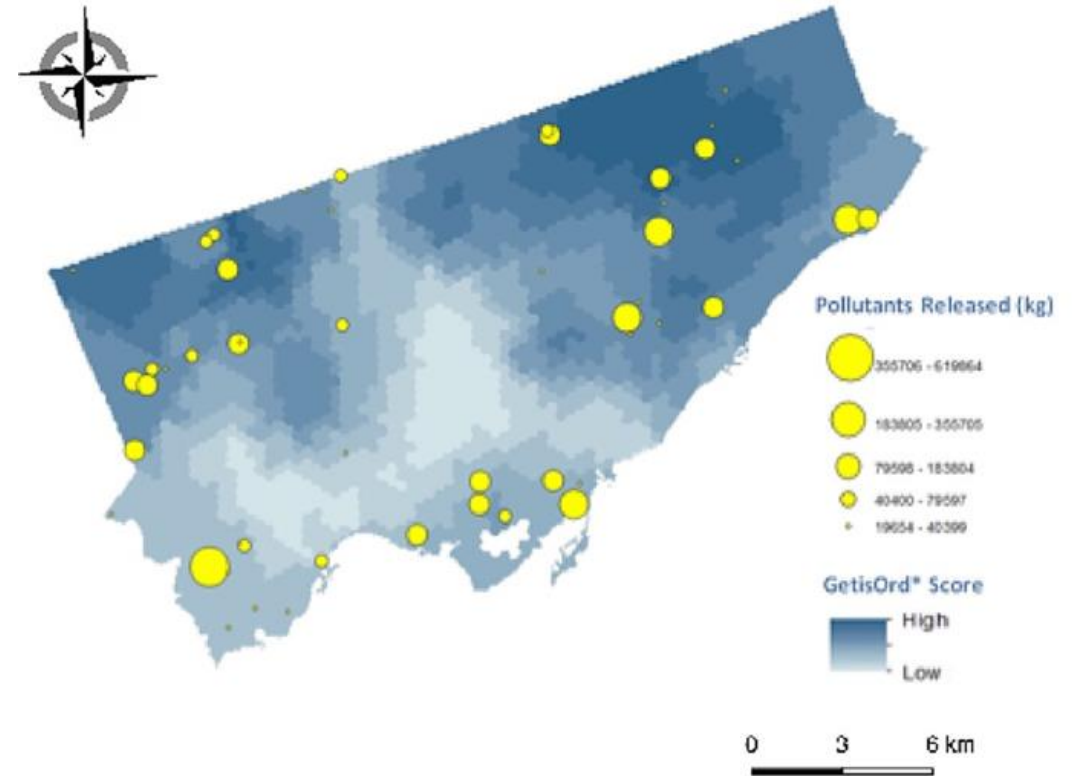 Pollutants Released (kg)
355706 - 619664
183805 - 355705
79598 - 183804
40400 - 79597
19654 - 40399
GetisOrd* Score
High
Low
0 3 6 km